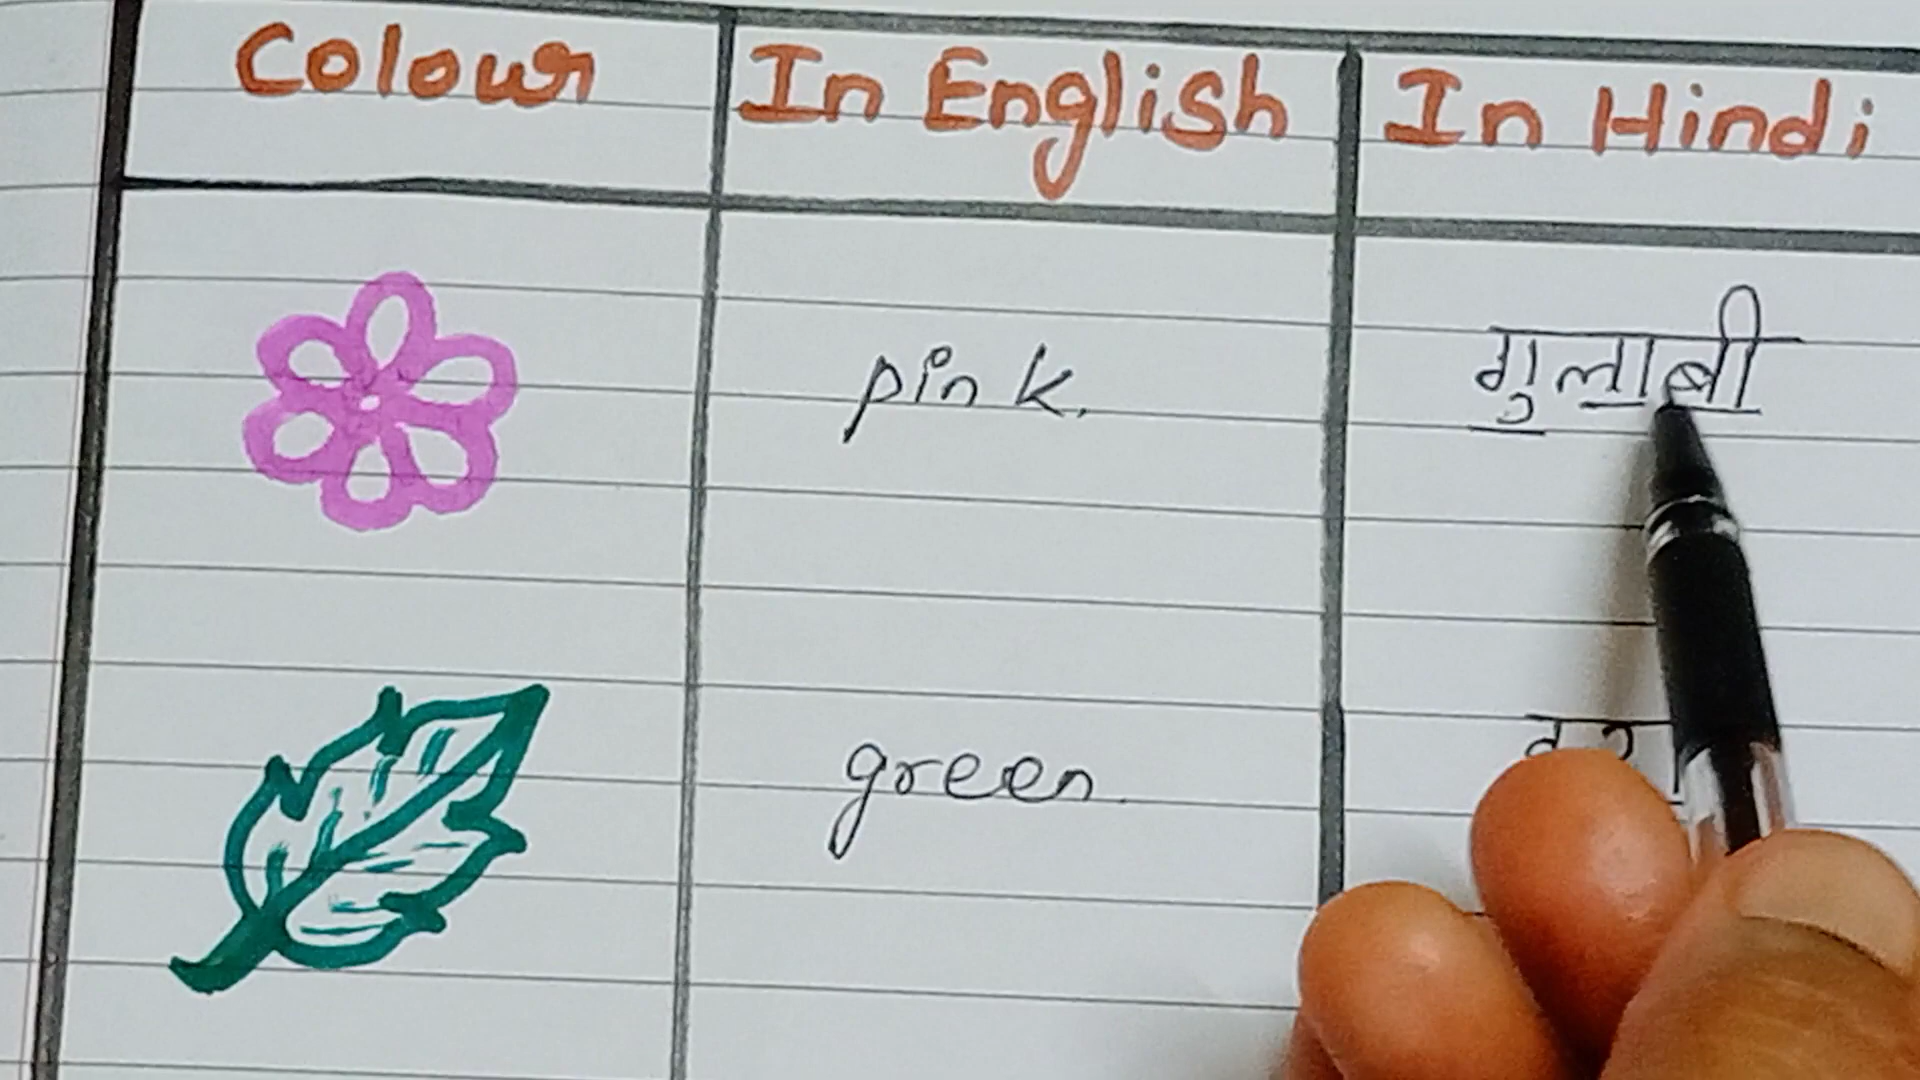 Colour In English In Hindi
pink. गुलाबी
green.